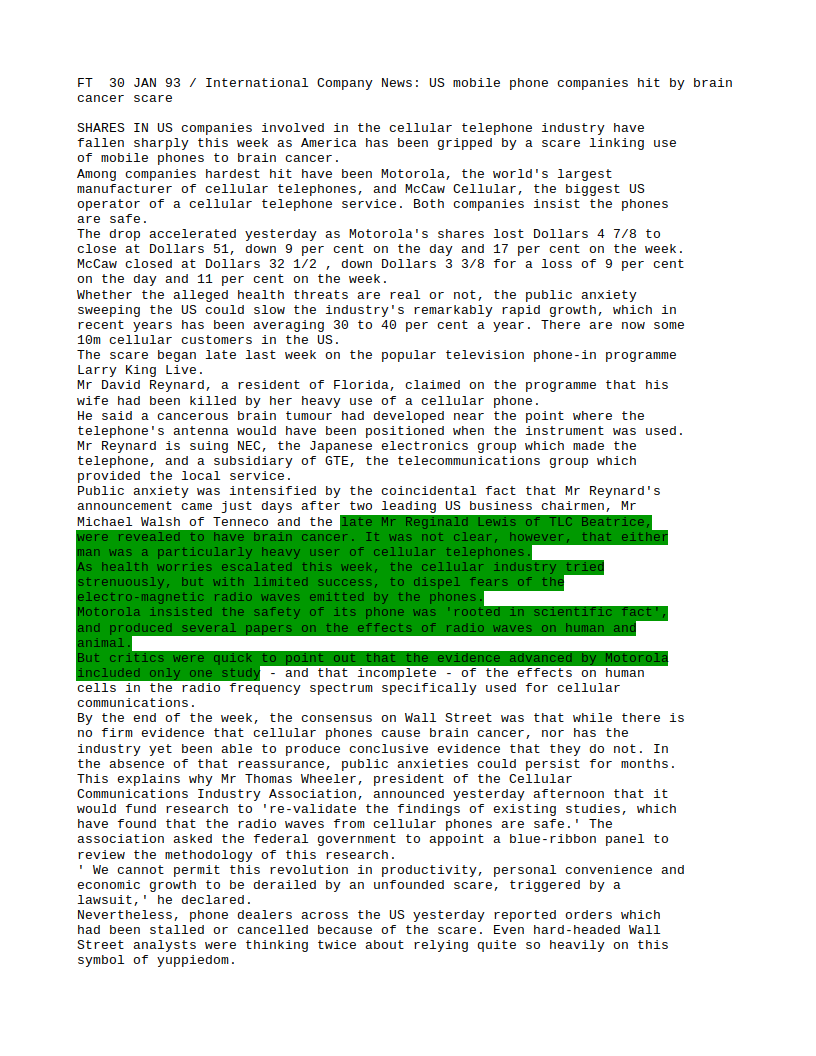 FT  30 JAN 93 / International Company News: US mobile phone companies hit by brain
cancer scare
SHARES IN US companies involved in the cellular telephone industry have
fallen sharply this week as America has been gripped by a scare linking use
of mobile phones to brain cancer.
Among companies hardest hit have been Motorola, the world's largest
manufacturer of cellular telephones, and McCaw Cellular, the biggest US
operator of a cellular telephone service. Both companies insist the phones
are safe.
The drop accelerated yesterday as Motorola's shares lost Dollars 4 7/8 to
close at Dollars 51, down 9 per cent on the day and 17 per cent on the week.
McCaw closed at Dollars 32 1/2 , down Dollars 3 3/8 for a loss of 9 per cent
on the day and 11 per cent on the week.
Whether the alleged health threats are real or not, the public anxiety
sweeping the US could slow the industry's remarkably rapid growth, which in
recent years has been averaging 30 to 40 per cent a year. There are now some
10m cellular customers in the US.
The scare began late last week on the popular television phone-in programme
Larry King Live.
Mr David Reynard, a resident of Florida, claimed on the programme that his
wife had been killed by her heavy use of a cellular phone.
He said a cancerous brain tumour had developed near the point where the
telephone's antenna would have been positioned when the instrument was used.
Mr Reynard is suing NEC, the Japanese electronics group which made the
telephone, and a subsidiary of GTE, the telecommunications group which
provided the local service.
Public anxiety was intensified by the coincidental fact that Mr Reynard's
announcement came just days after two leading US business chairmen, Mr
Michael Walsh of Tenneco and the late Mr Reginald Lewis of TLC Beatrice,
were revealed to have brain cancer. It was not clear, however, that either
man was a particularly heavy user of cellular telephones.
As health worries escalated this week, the cellular industry tried
strenuously, but with limited success, to dispel fears of the
electro-magnetic radio waves emitted by the phones.
Motorola insisted the safety of its phone was 'rooted in scientific fact',
and produced several papers on the effects of radio waves on human and
animal.
But critics were quick to point out that the evidence advanced by Motorola
included only one study - and that incomplete - of the effects on human
cells in the radio frequency spectrum specifically used for cellular
communications.
By the end of the week, the consensus on Wall Street was that while there is
no firm evidence that cellular phones cause brain cancer, nor has the
industry yet been able to produce conclusive evidence that they do not. In
the absence of that reassurance, public anxieties could persist for months.
This explains why Mr Thomas Wheeler, president of the Cellular
Communications Industry Association, announced yesterday afternoon that it
would fund research to 're-validate the findings of existing studies, which
have found that the radio waves from cellular phones are safe.' The
association asked the federal government to appoint a blue-ribbon panel to
review the methodology of this research.
' We cannot permit this revolution in productivity, personal convenience and
economic growth to be derailed by an unfounded scare, triggered by a
lawsuit,' he declared.
Nevertheless, phone dealers across the US yesterday reported orders which
had been stalled or cancelled because of the scare. Even hard-headed Wall
Street analysts were thinking twice about relying quite so heavily on this
symbol of yuppiedom.